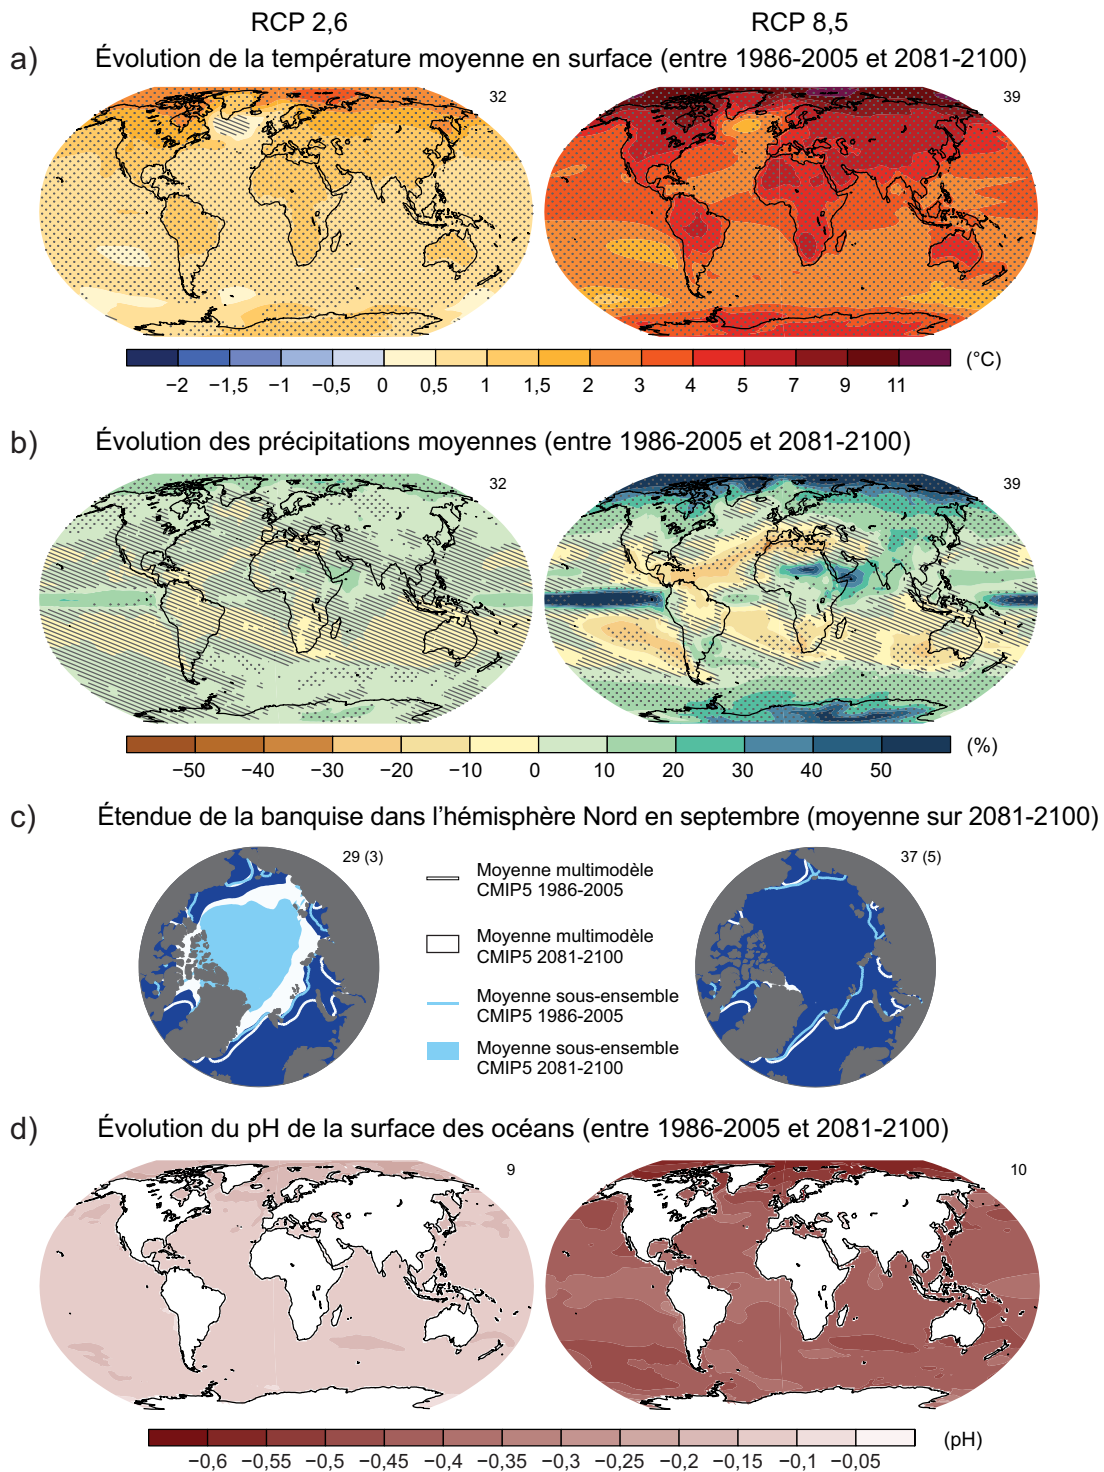 RCP 2,6
RCP 8,5
a) Évolution de la température moyenne en surface (entre 1986-2005 et 2081-2100)
32
39
−2 −1,5 −1 −0,5 0 0,5 1 1,5 2 3 4 5 7 9 11 (°C)
b) Évolution des précipitations moyennes (entre 1986-2005 et 2081-2100)
32
39
−50 −40 −30 −20 −10 0 10 20 30 40 50 (%)
c) Étendue de la banquise dans l’hémisphère Nord en septembre (moyenne sur 2081-2100)
29 (3)
37 (5)
Moyenne multimodèle
CMIP5 1986-2005
Moyenne multimodèle
CMIP5 2081-2100
Moyenne sous-ensemble
CMIP5 1986-2005
Moyenne sous-ensemble
CMIP5 2081-2100
d) Évolution du pH de la surface des océans (entre 1986-2005 et 2081-2100)
9
10
−0,6 −0,55 −0,5 −0,45 −0,4 −0,35 −0,3 −0,25 −0,2 −0,15 −0,1 −0,05 (pH)